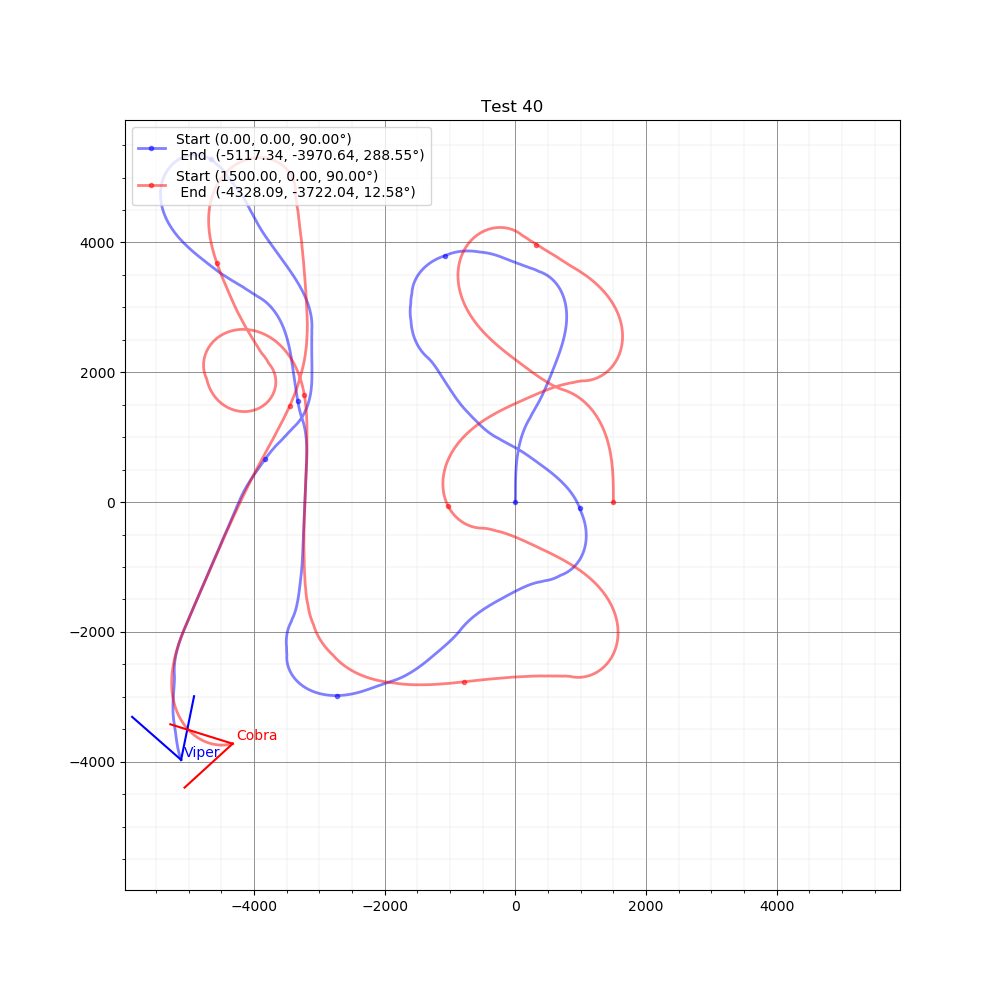 Test 40
Start (0.00, 0.00, 90.00°)
End  (-5117.34, -3970.64, 288.55°)
Start (1500.00, 0.00, 90.00°)
End  (-4328.09, -3722.04, 12.58°)
4000
2000
0
−2000
−4000
Cobra
Viper
−4000
−2000
0
2000
4000